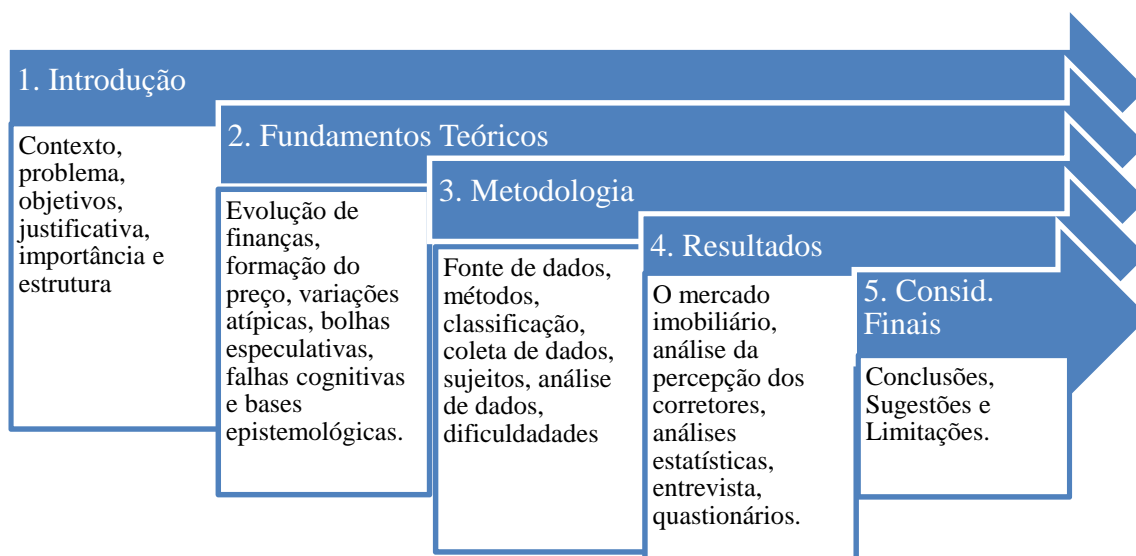 1. Introdução
Contexto,
problema,
objetivos,
justificativa,
importância e
estrutura
2. Fundamentos Teóricos
Evolução de
finanças,
formação do
preço, variações
atípicas, bolhas
especulativas,
falhas cognitivas
e bases
epistemológicas.
3. Metodologia
Fonte de dados,
métodos,
classificação,
coleta de dados,
sujeitos, análise
de dados,
dificuldadades
4. Resultados
O mercado
imobiliário,
análise da
percepção dos
corretores,
análises
estatísticas,
entrevista,
quastionários.
5. Consid.
Finais
Conclusões,
Sugestões e
Limitações.